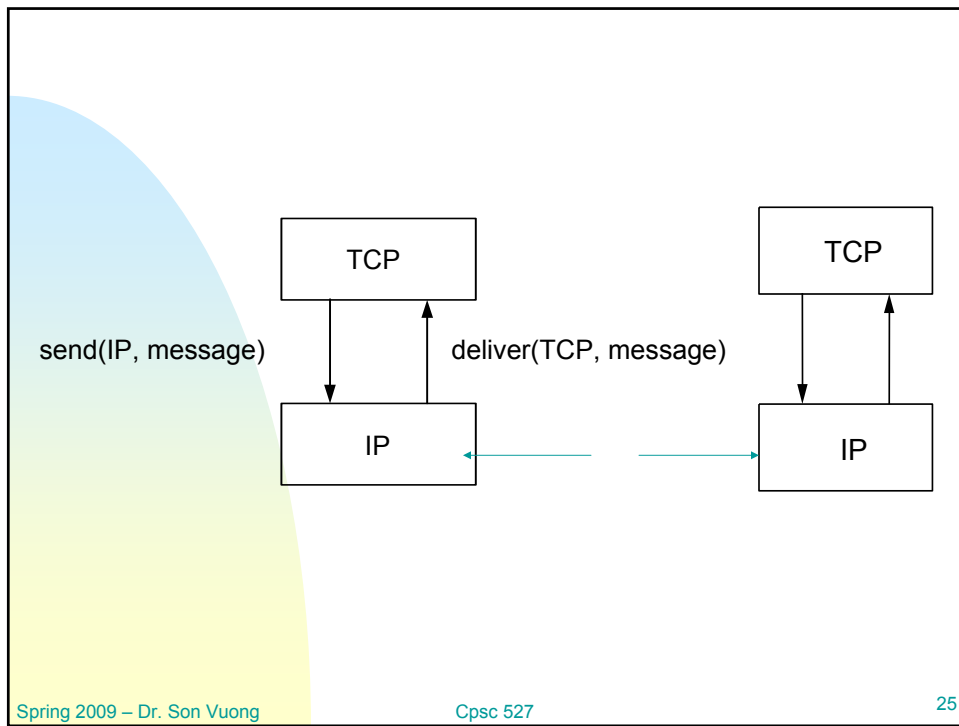 TCP
TCP
send(IP, message)
deliver(TCP, message)
IP
IP
Spring 2009 – Dr. Son Vuong
Cpsc 527
25